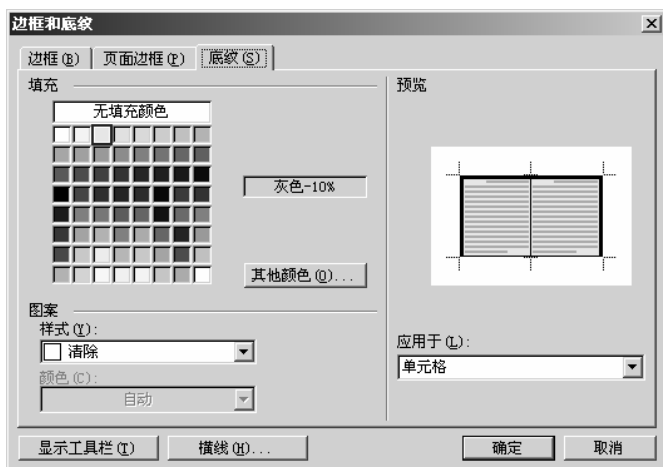 边框和底纹
边框(B) 页面边框(P) 底纹(S)
填充
预览
无填充颜色
灰色-10%
其他颜色(O)...
图案
样式(Y):
清除
颜色(C):
自动
应用于(L):
单元格
显示工具栏(T) 横线(H)... 确定 取消